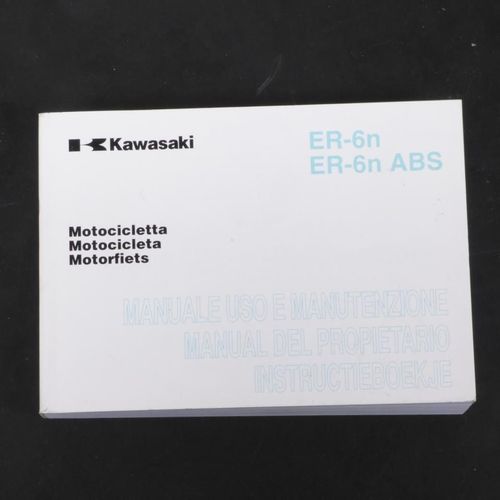 Kawasaki
ER-6n
ER-6n ABS
Motocicletta
Motocicleta
Motorfiets
MANUALE USO E MANUTENZIONE
MANUAL DEL PROPIETARIO
INSTRUCTIEBOEKJE